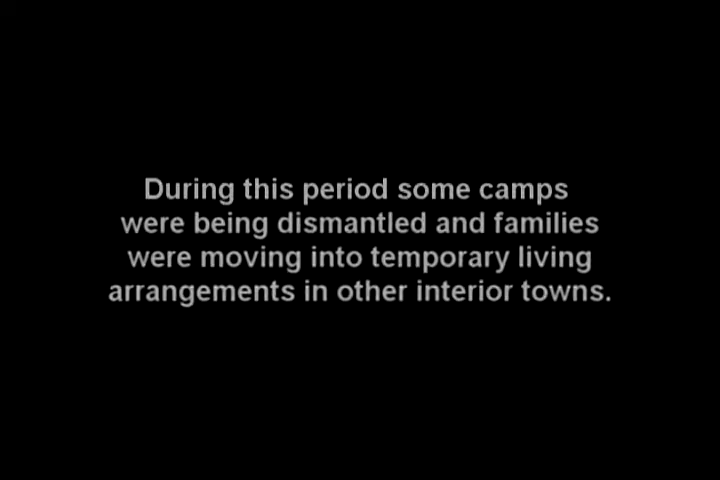 During this period some camps
were being dismantled and families
were moving into temporary living
arrangements in other interior towns.